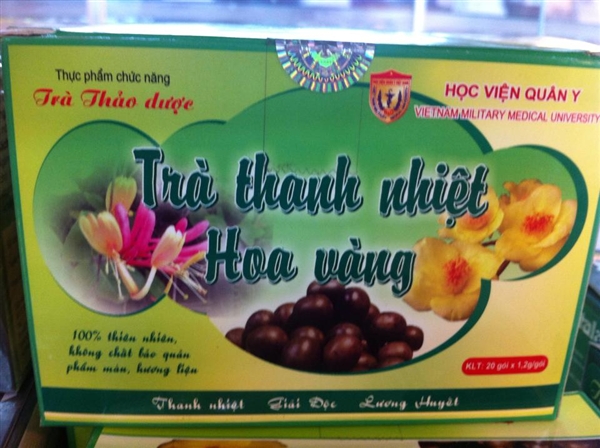 Thực phẩm chức năng
Trà Thảo dược
HỌC VIỆN QUÂN Y
VIETNAM MILITARY MEDICAL UNIVERSITY
Trà thanh nhiệt
Hoa vàng
100% thiên nhiên,
không chất bảo quản
phẩm màu, hương liệu
KLT: 20 gói x 1,2g/gói
Thanh nhiệt Giải Độc Lương Huyết